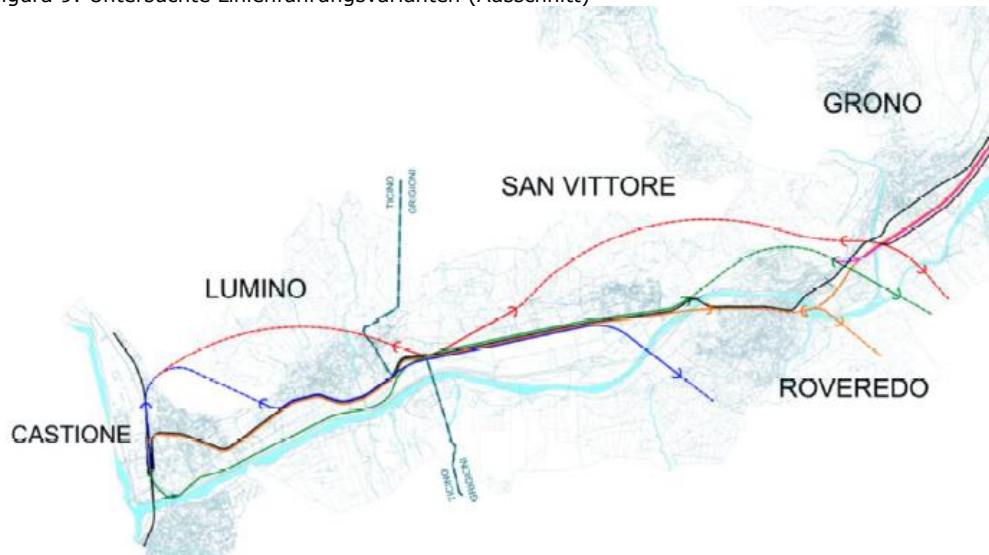 Figura 9: Untersuchte Linienführungsvarianten (Ausschnitt)
GRONO
TICINO
GRIGIONI
SAN VITTORE
LUMINO
ROVEREDO
CASTIONE
TICINO
GRIGIONI